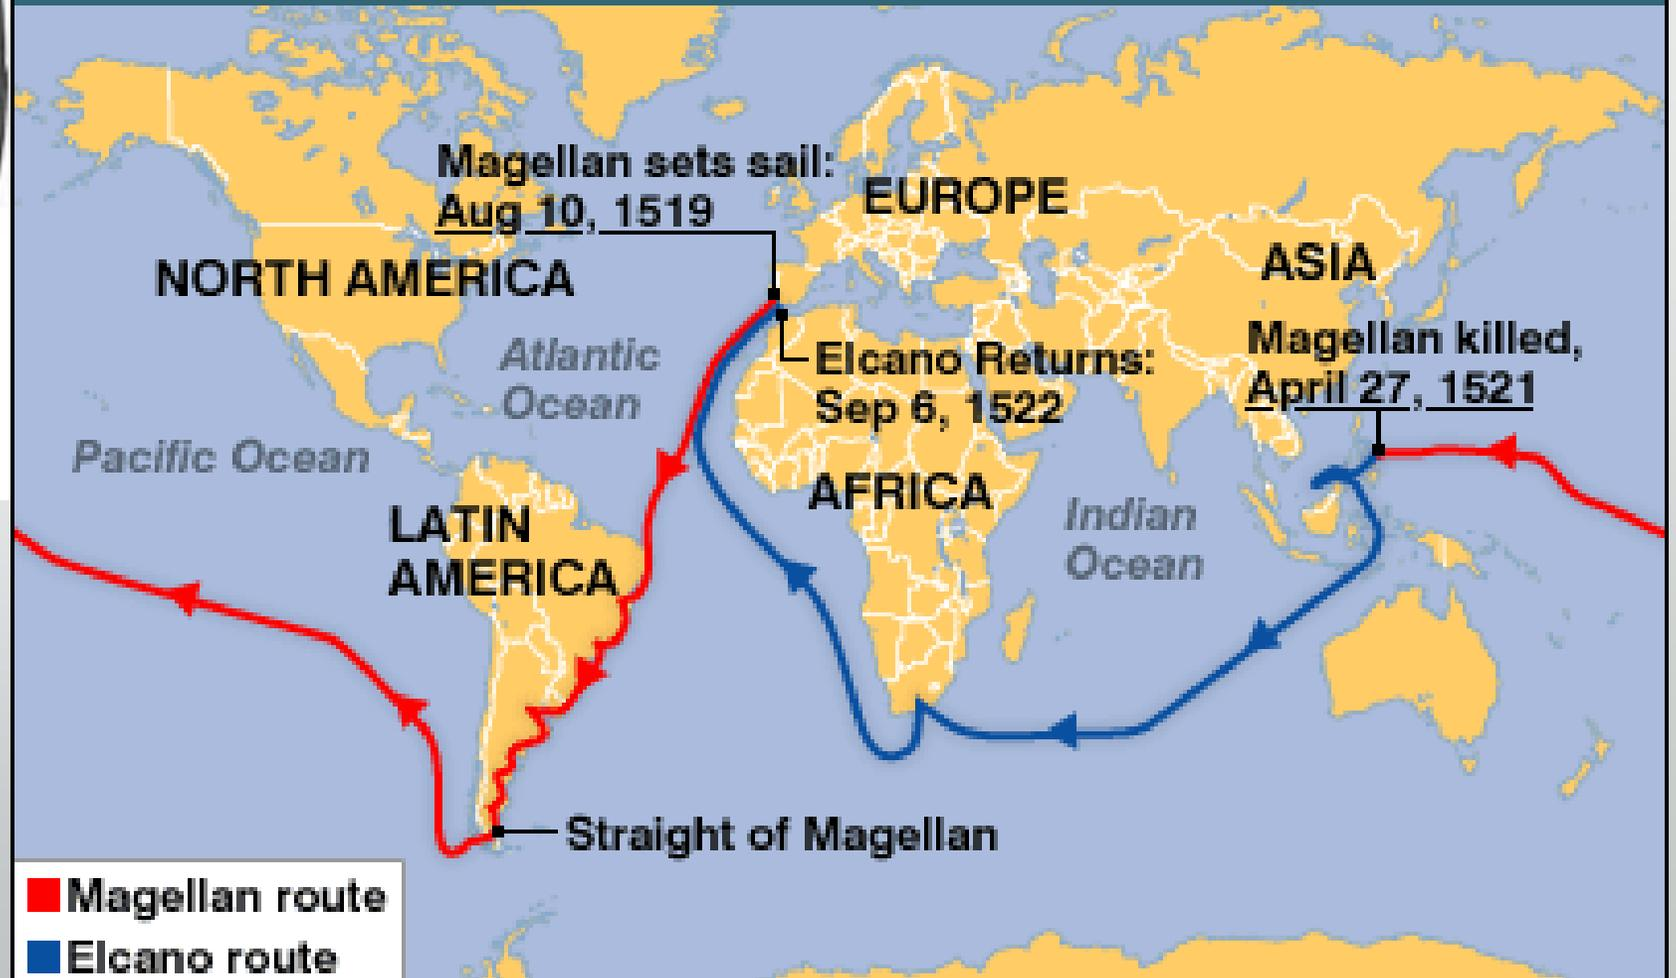 Magellan sets sail:
Aug 10, 1519
EUROPE
ASIA
NORTH AMERICA
Atlantic
Ocean
Elcano Returns:
Sep 6, 1522
Magellan killed,
April 27, 1521
Pacific Ocean
AFRICA
LATIN
AMERICA
Indian
Ocean
Straight of Magellan
Magellan route
Elcano route